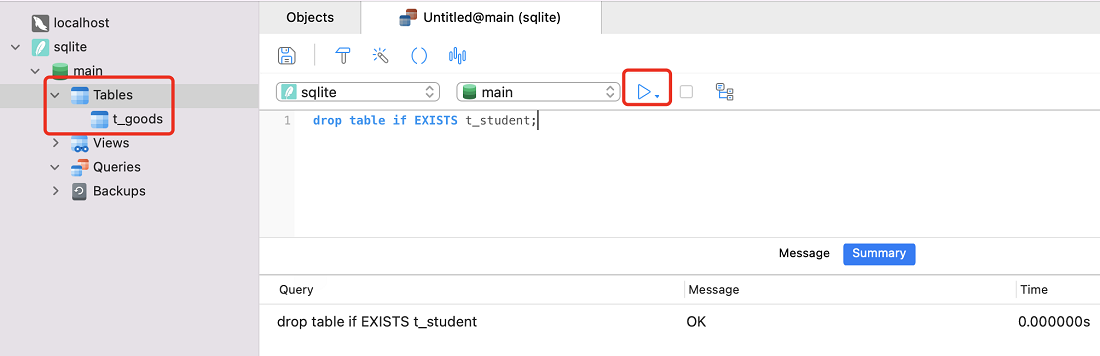 localhost
sqlite
main
Tables
t_goods
Views
Queries
Backups
Objects
Untitled@main (sqlite)
sqlite
main
1 drop table if EXISTS t_student;
Message Summary
Query Message Time
drop table if EXISTS t_student OK 0.000000s